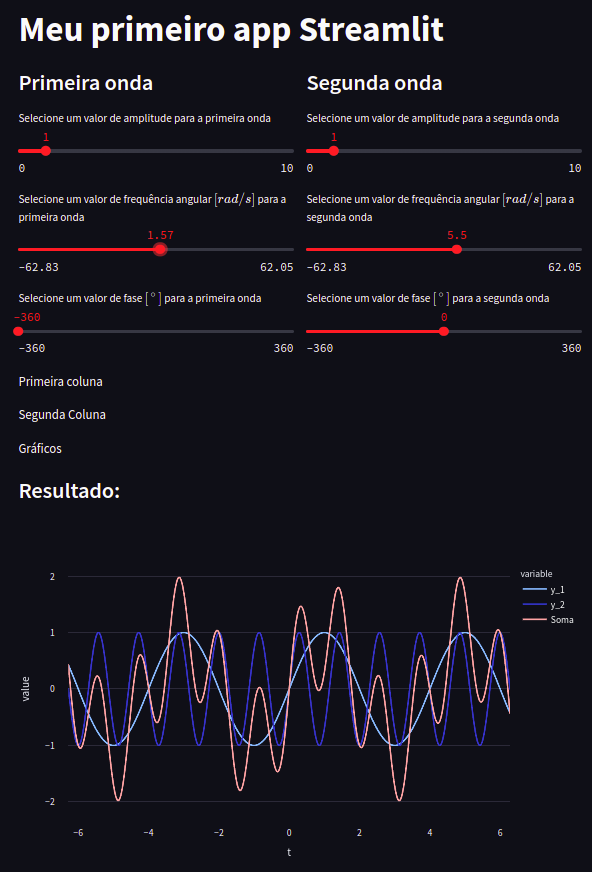 Meu primeiro app Streamlit
Primeira onda
Selecione um valor de amplitude para a primeira onda
1
0 10
Selecione um valor de frequência angular [rad/s] para a
primeira onda
1.57
−62.83 62.05
Selecione um valor de fase [°] para a primeira onda
−360
−360 360
Segunda onda
Selecione um valor de amplitude para a segunda onda
1
0 10
Selecione um valor de frequência angular [rad/s] para a
segunda onda
5.5
−62.83 62.05
Selecione um valor de fase [°] para a segunda onda
0
−360 360
Primeira coluna
Segunda Coluna
Gráficos
Resultado:
value
2
1
0
−1
−2
−6 −4 −2 0 2 4 6
t
variable
y_1
y_2
Soma